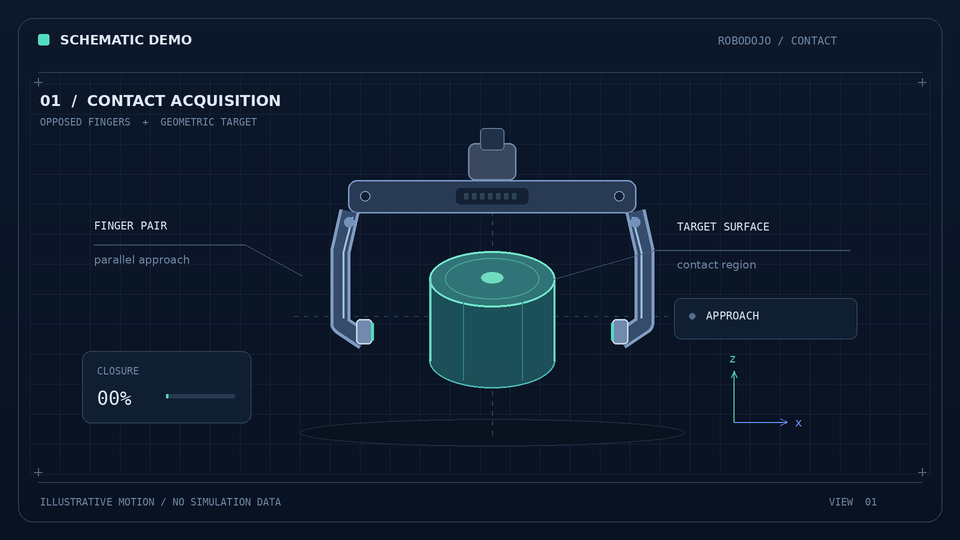 SCHEMATIC DEMO
ROBODOJO / CONTACT
01 / CONTACT ACQUISITION
OPPOSED FINGERS + GEOMETRIC TARGET
FINGER PAIR
parallel approach
TARGET SURFACE
contact region
APPROACH
CLOSURE
00%
z
x
ILLUSTRATIVE MOTION / NO SIMULATION DATA
VIEW 01